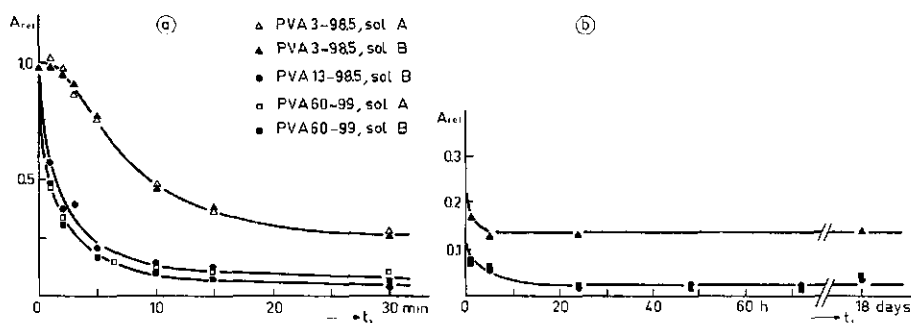 a
b
A rel
1.0
0.5
△ PVA 3-98.5, sol A
▲ PVA 3-98.5, sol B
● PVA 13-98.5, sol B
□ PVA 60-99, sol A
■ PVA 60-99, sol B
0 10 20 30 min
A rel
0.3
0.2
0.1
0 20 40 60 h 18 days